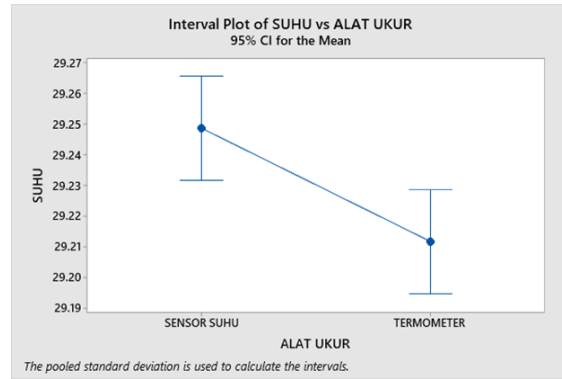 Interval Plot of SUHU vs ALAT UKUR
95% CI for the Mean
29.27
29.26
29.25
29.24
29.23
29.22
29.21
29.20
29.19
SUHU
SENSOR SUHU
TERMOMETER
ALAT UKUR
The pooled standard deviation is used to calculate the intervals.